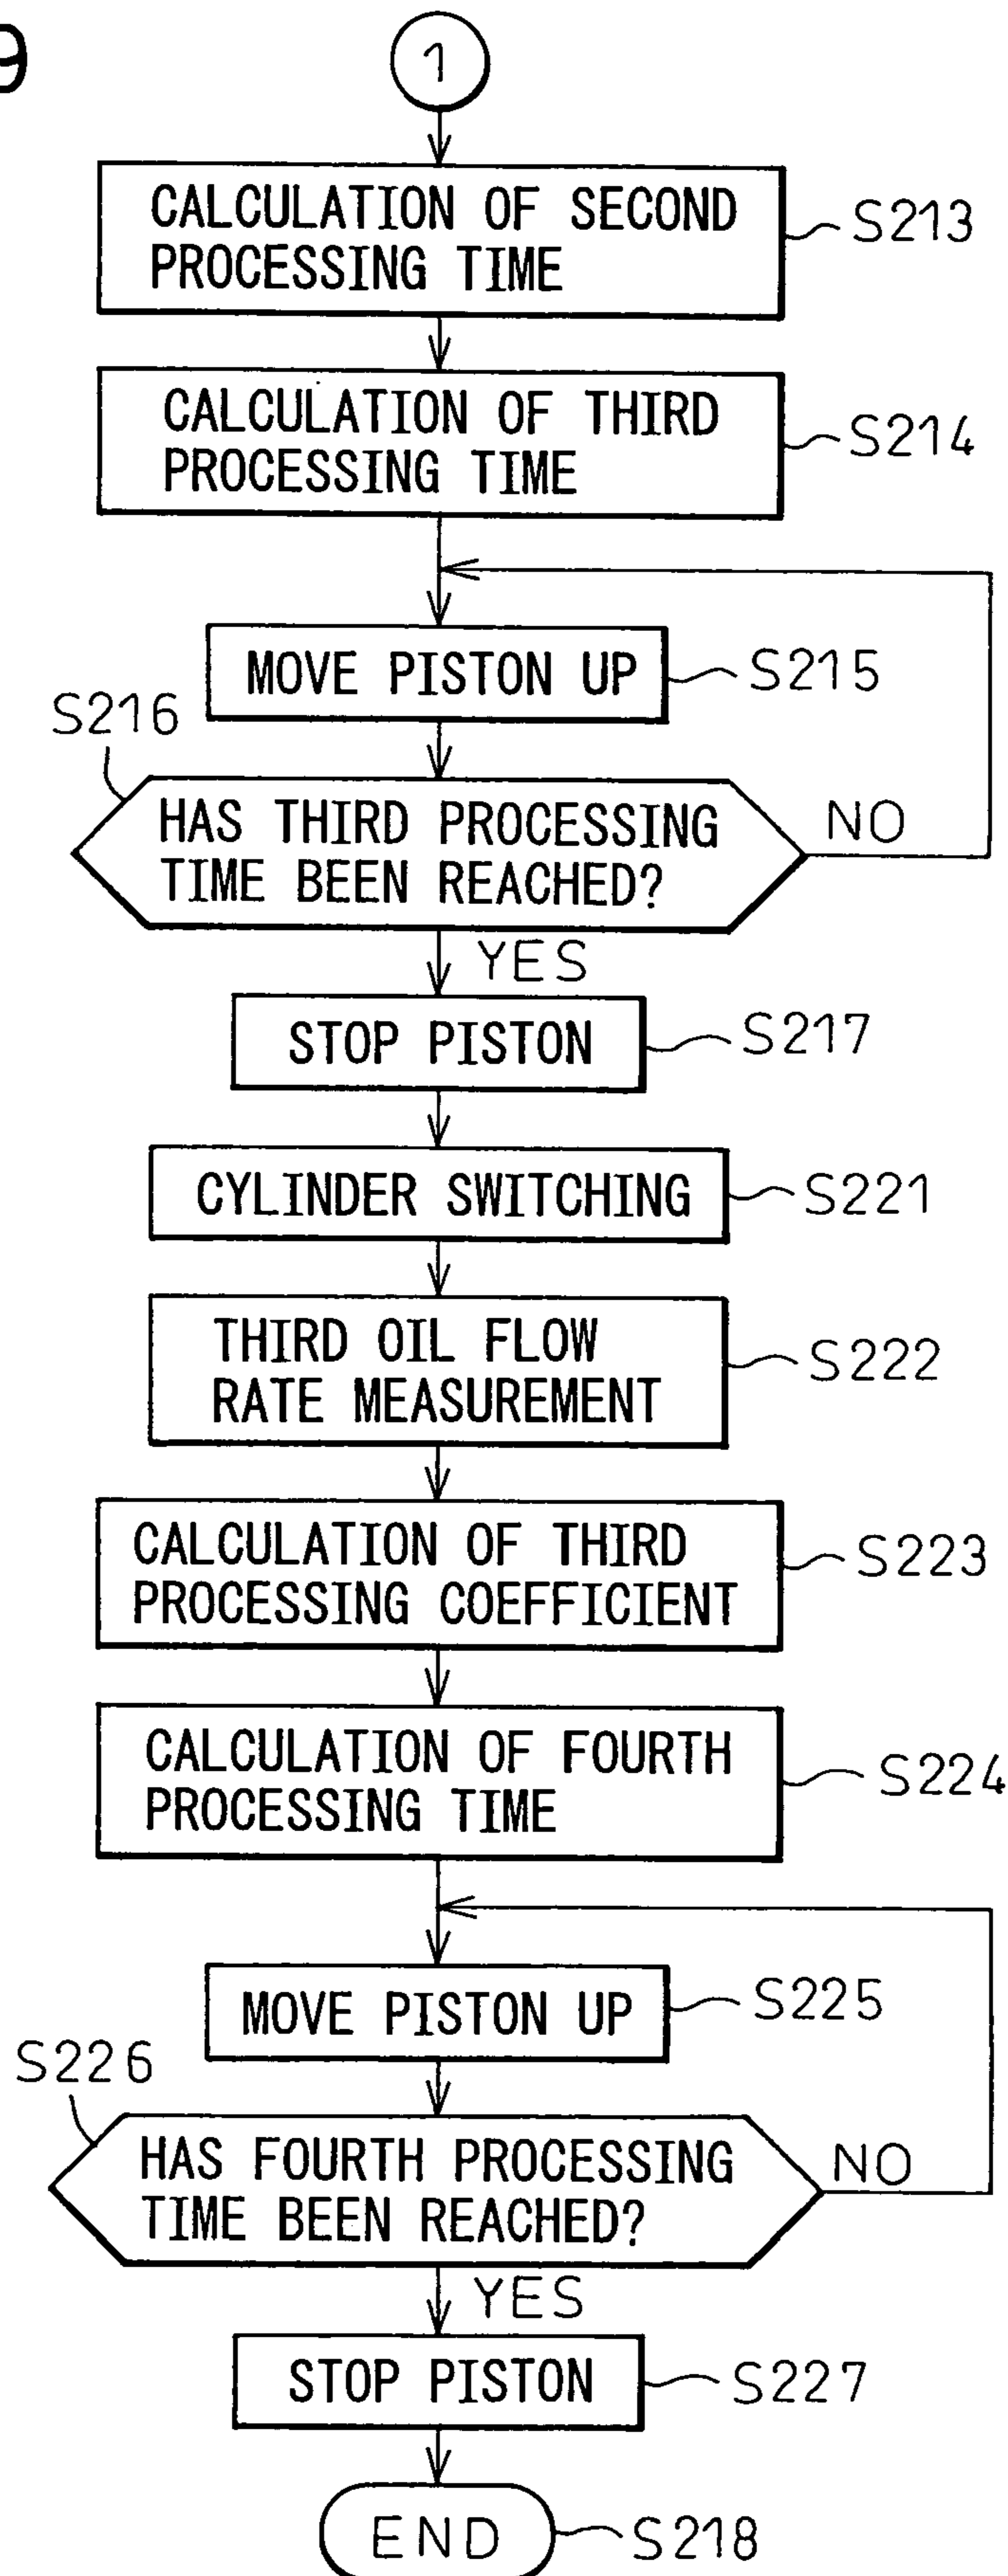 9
1
CALCULATION OF SECOND
PROCESSING TIME
S213
CALCULATION OF THIRD
PROCESSING TIME
S214
MOVE PISTON UP
S215
S216
HAS THIRD PROCESSING
TIME BEEN REACHED?
NO
YES
STOP PISTON
S217
CYLINDER SWITCHING
S221
THIRD OIL FLOW
RATE MEASUREMENT
S222
CALCULATION OF THIRD
PROCESSING COEFFICIENT
S223
CALCULATION OF FOURTH
PROCESSING TIME
S224
MOVE PISTON UP
S225
S226
HAS FOURTH PROCESSING
TIME BEEN REACHED?
NO
YES
STOP PISTON
S227
END
S218